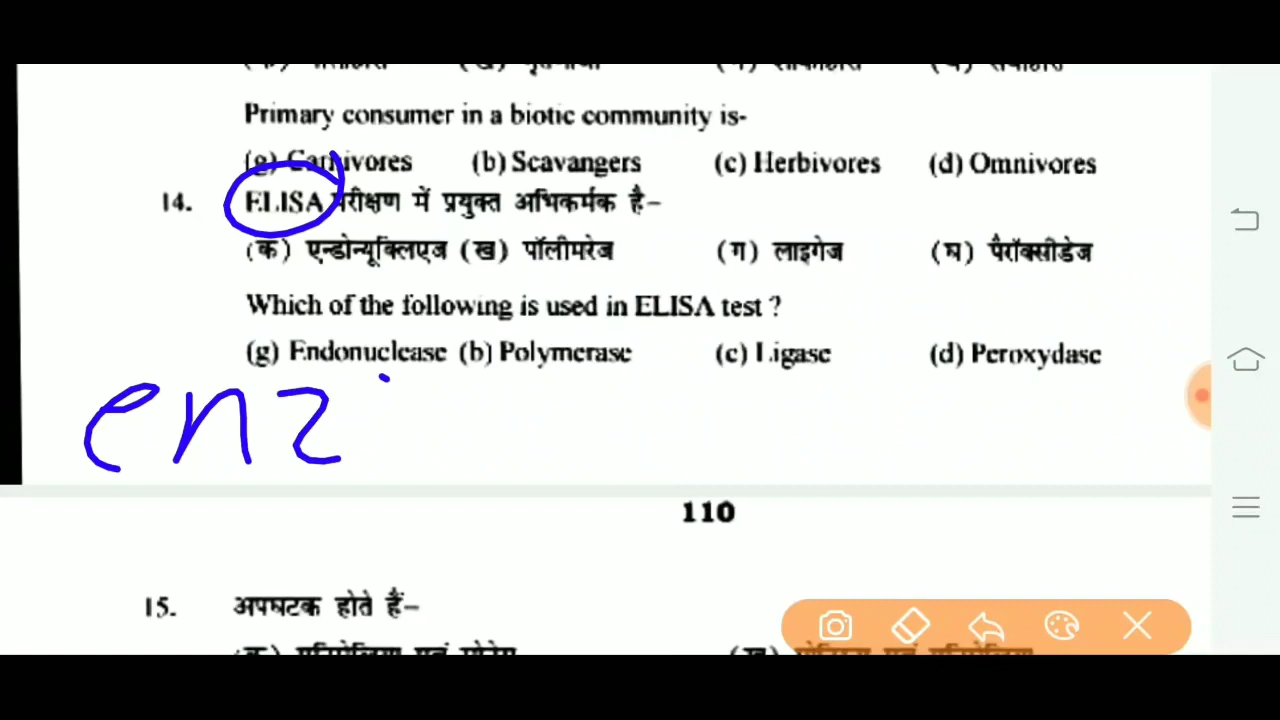 Primary consumer in a biotic community is-
(g) Carnivores (b) Scavangers (c) Herbivores (d) Omnivores
14. ELISA परीक्षण में प्रयुक्त अभिकर्मक है–
(क) एन्डोन्यूक्लिएज (ख) पॉलीमरेज (ग) लाइगेज (घ) पैरॉक्सीडेज
Which of the following is used in ELISA test ?
(g) Endonuclease (b) Polymerase (c) Ligase (d) Peroxydase
enz
110
15. अपघटक होते हैं–